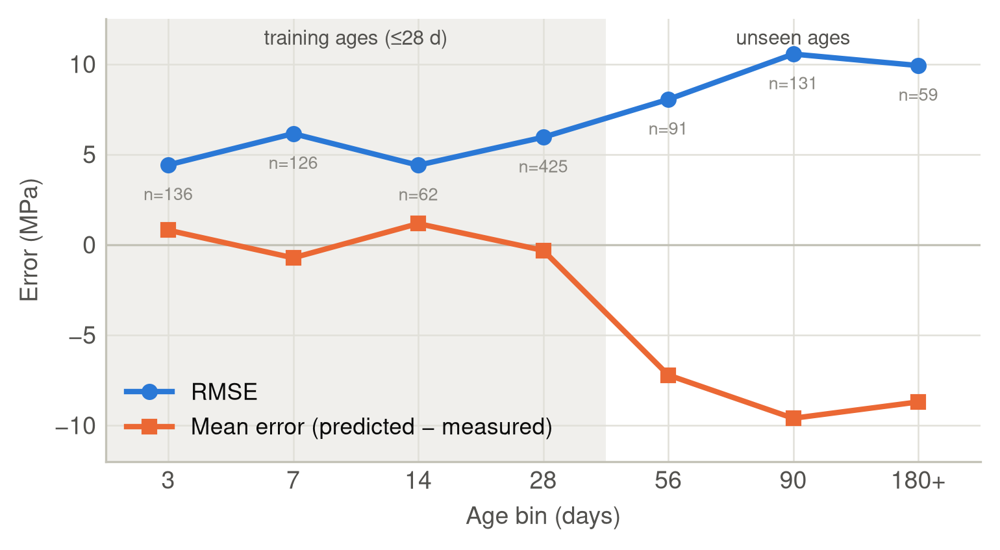 training ages (≤28 d)
unseen ages
10
5
0
−5
−10
Error (MPa)
n=136
n=126
n=62
n=425
n=91
n=131
n=59
RMSE
Mean error (predicted − measured)
3
7
14
28
56
90
180+
Age bin (days)